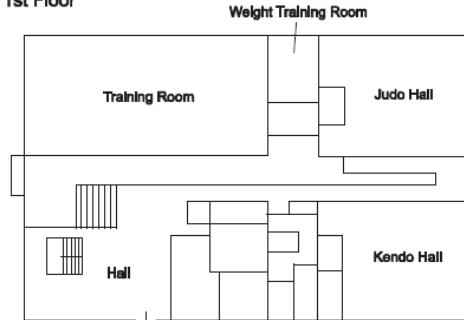 1st Floor
Weight Training Room
Training Room
Judo Hall
Hall
Kendo Hall